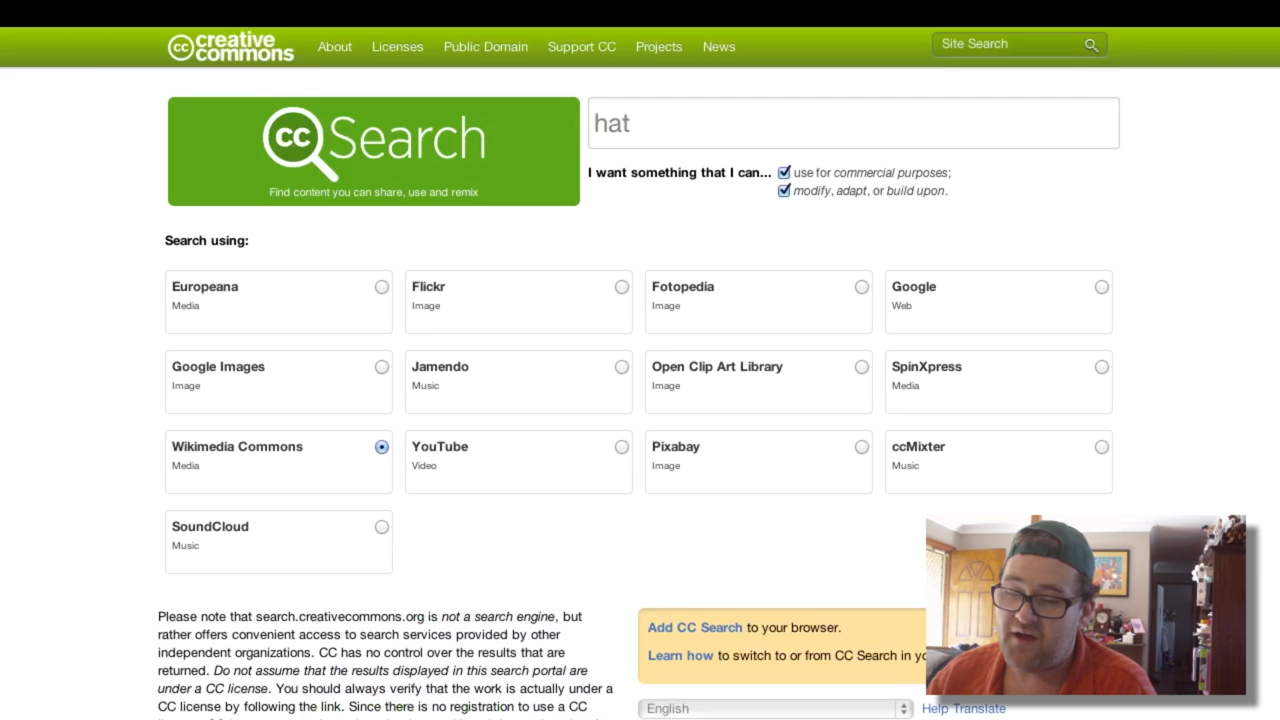 cc creative commons
About Licenses Public Domain Support CC Projects News
Site Search
cc Search
Find content you can share, use and remix
hat
I want something that I can... use for commercial purposes;
modify, adapt, or build upon.
Search using:
Europeana
Media
Flickr
Image
Fotopedia
Image
Google
Web
Google Images
Image
Jamendo
Music
Open Clip Art Library
Image
SpinXpress
Media
Wikimedia Commons
Media
YouTube
Video
Pixabay
Image
ccMixter
Music
SoundCloud
Music
Please note that search.creativecommons.org is not a search engine, but
rather offers convenient access to search services provided by other
independent organizations. CC has no control over the results that are
returned. Do not assume that the results displayed in this search portal are
under a CC license. You should always verify that the work is actually under a
CC license by following the link. Since there is no registration to use a CC
Add CC Search to your browser.
Learn how to switch to or from CC Search in yo
English
Help Translate